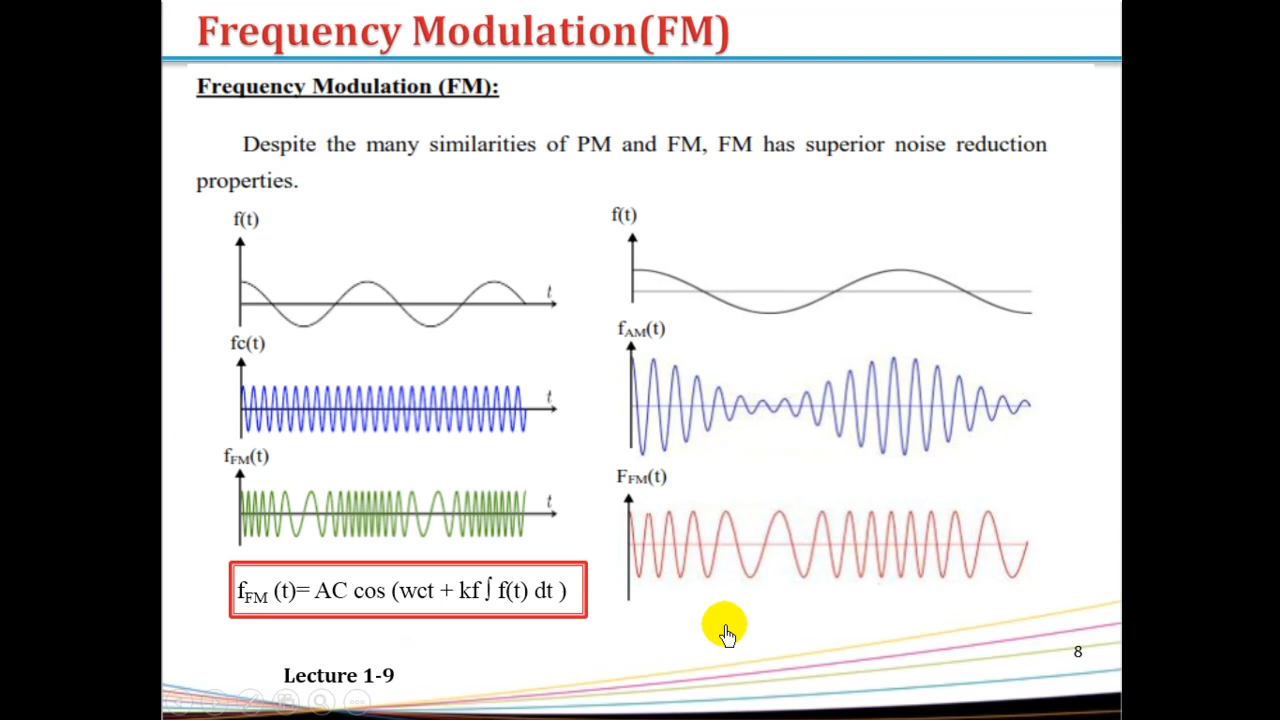 Frequency Modulation(FM)
Frequency Modulation (FM):
Despite the many similarities of PM and FM, FM has superior noise reduction
properties.
f(t)
t
fc(t)
t
fFM(t)
t
fFM (t)= AC cos (wct + kf ∫ f(t) dt )
f(t)
fAM(t)
FFM(t)
8
Lecture 1-9